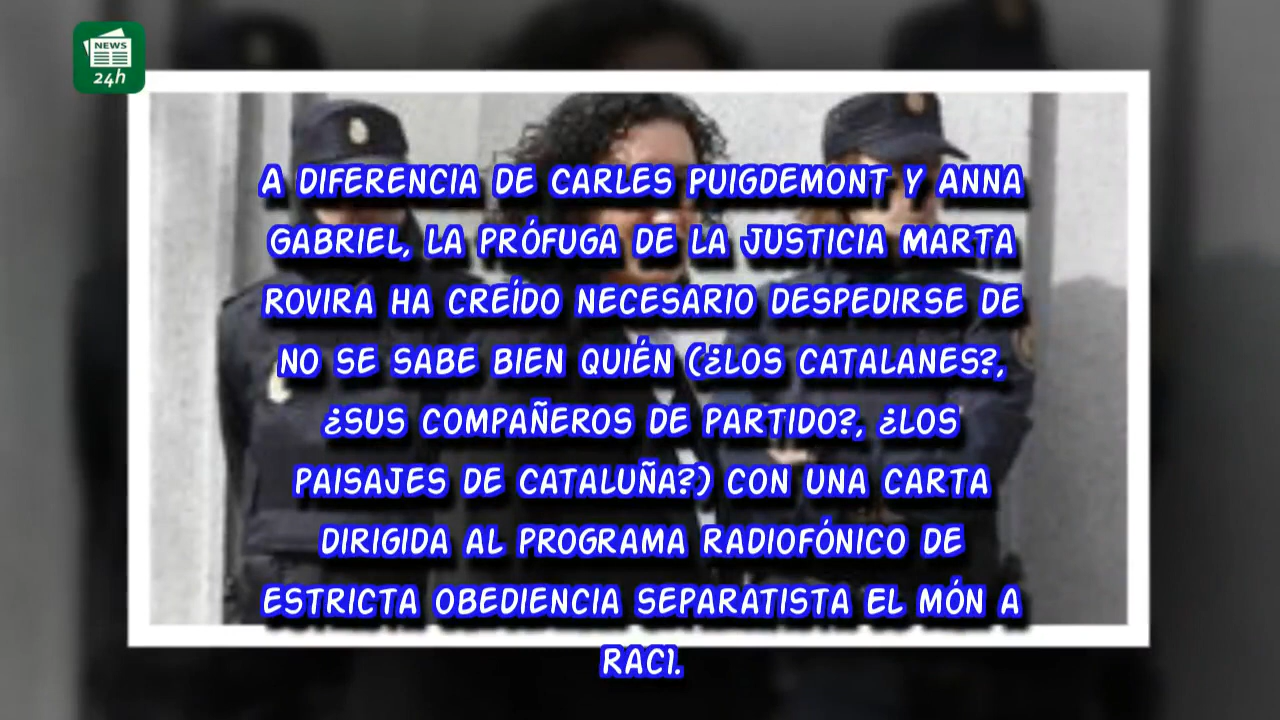 NEWS
24h
A DIFERENCIA DE CARLES PUIGDEMONT Y ANNA
GABRIEL, LA PRÓFUGA DE LA JUSTICIA MARTA
ROVIRA HA CREÍDO NECESARIO DESPEDIRSE DE
NO SE SABE BIEN QUIÉN (¿LOS CATALANES?,
¿SUS COMPAÑEROS DE PARTIDO?, ¿LOS
PAISAJES DE CATALUÑA?) CON UNA CARTA
DIRIGIDA AL PROGRAMA RADIOFÓNICO DE
ESTRICTA OBEDIENCIA SEPARATISTA EL MÓN A
RAC1.